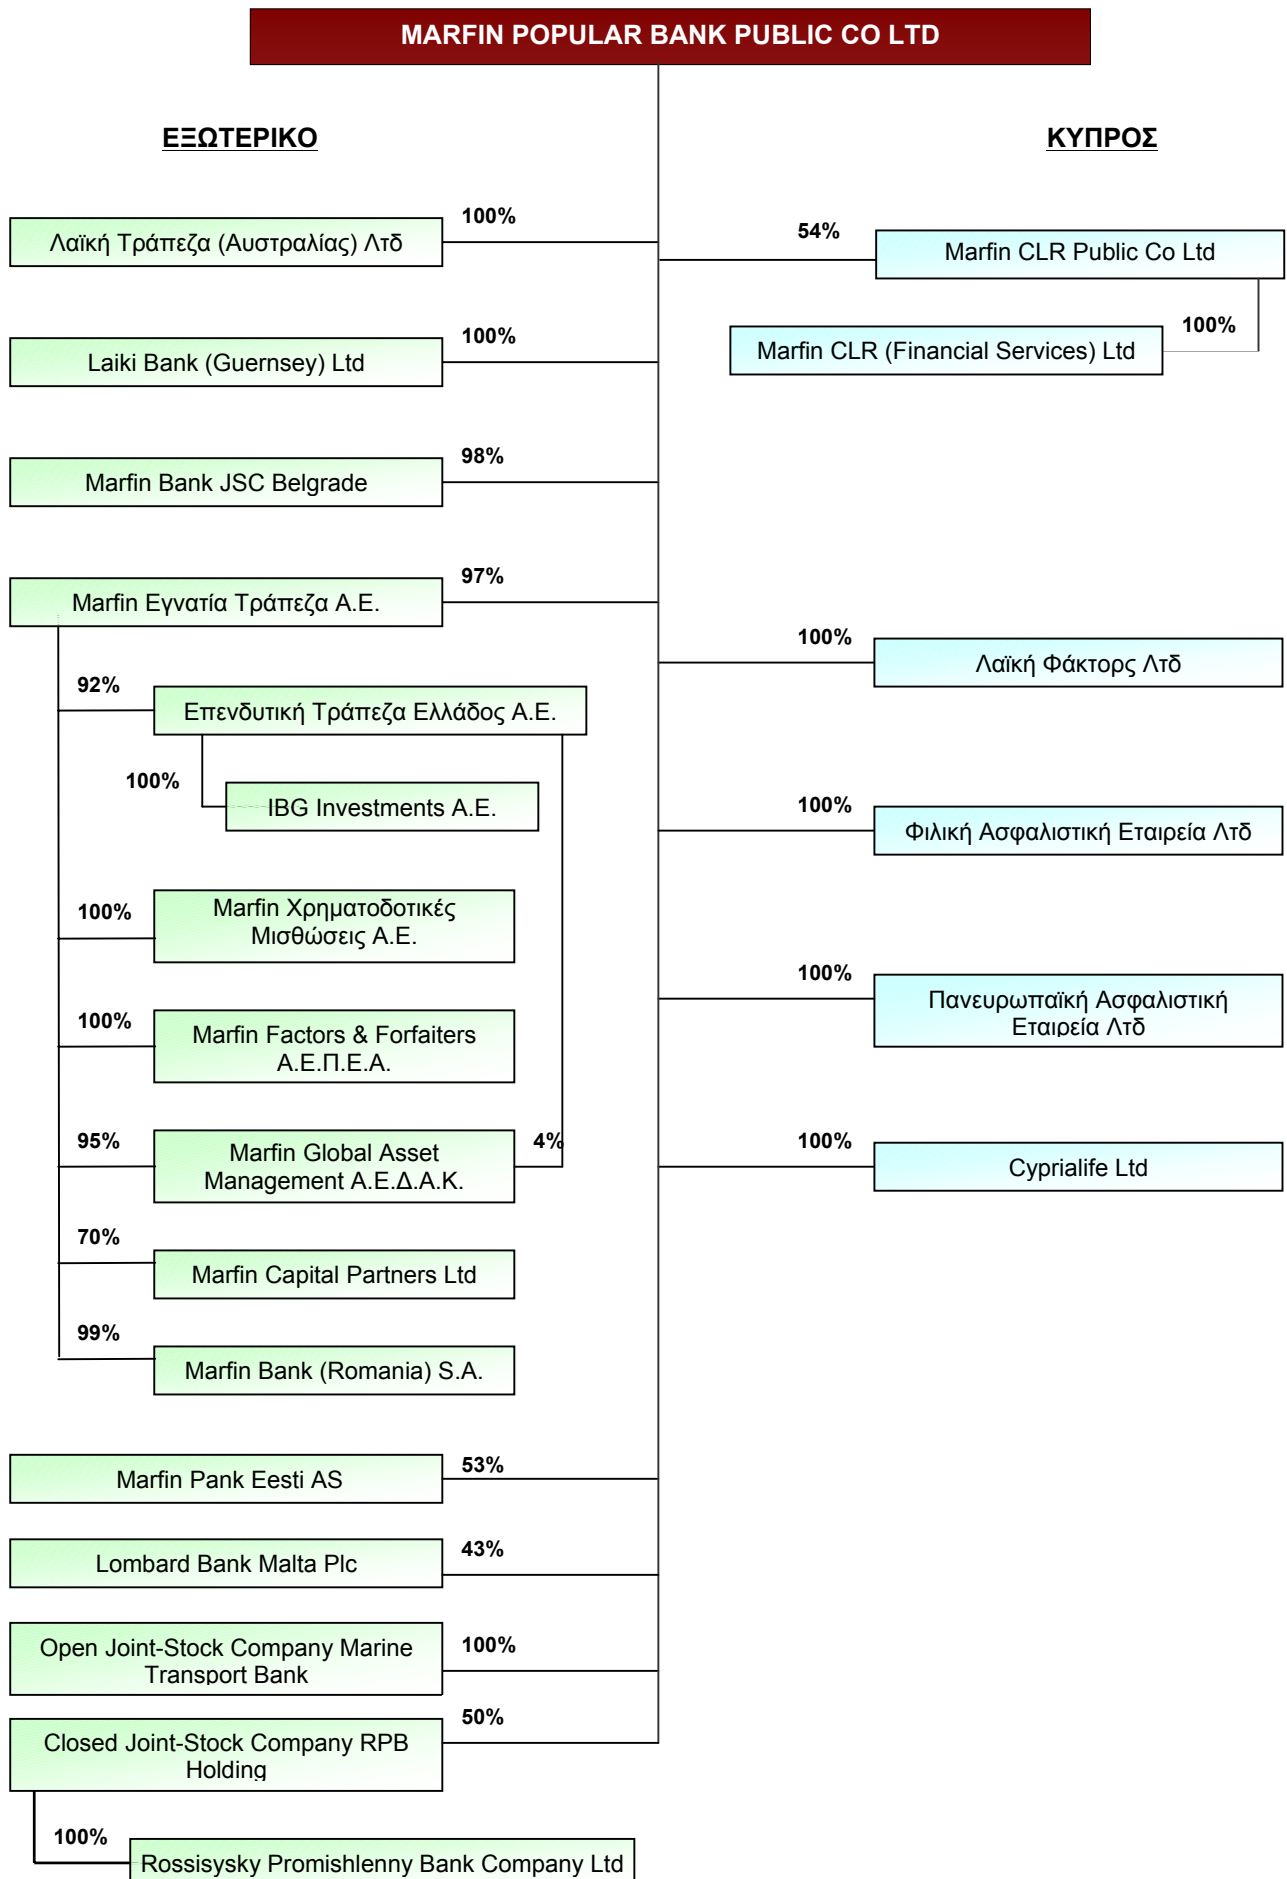 MARFIN POPULAR BANK PUBLIC CO LTD
ΕΞΩΤΕΡΙΚΟ
ΚΥΠΡΟΣ
100%
Λαϊκή Τράπεζα (Αυστραλίας) Λτδ
54%
Marfin CLR Public Co Ltd
100%
Marfin CLR (Financial Services) Ltd
100%
Laiki Bank (Guernsey) Ltd
98%
Marfin Bank JSC Belgrade
97%
Marfin Εγνατία Τράπεζα Α.Ε.
100%
Λαϊκή Φάκτορς Λτδ
92%
Επενδυτική Τράπεζα Ελλάδος Α.Ε.
100%
IBG Investments Α.Ε.
100%
Φιλική Ασφαλιστική Εταιρεία Λτδ
100%
Marfin Χρηματοδοτικές
Μισθώσεις Α.Ε.
100%
Πανευρωπαϊκή Ασφαλιστική
Εταιρεία Λτδ
100%
Marfin Factors & Forfaiters
Α.Ε.Π.Ε.Α.
95%
Marfin Global Asset
Management Α.Ε.Δ.Α.Κ.
4%
100%
Cyprialife Ltd
70%
Marfin Capital Partners Ltd
99%
Marfin Bank (Romania) S.A.
53%
Marfin Pank Eesti AS
43%
Lombard Bank Malta Plc
100%
Open Joint-Stock Company Marine
Transport Bank
50%
Closed Joint-Stock Company RPB
Holding
100%
Rossisysky Promishlenny Bank Company Ltd